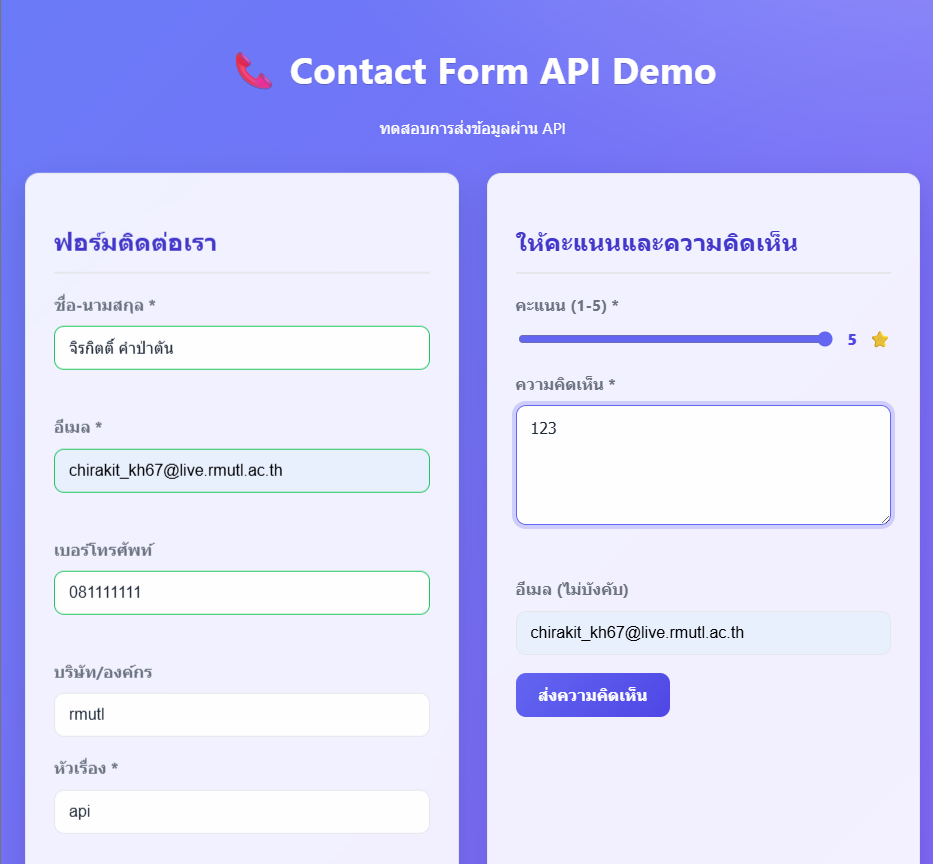 Contact Form API Demo
ทดสอบการส่งข้อมูลผ่าน API
ฟอร์มติดต่อเรา
ชื่อ-นามสกุล *
จิรกิตติ์ คำป่าตัน
อีเมล *
chirakit_kh67@live.rmutl.ac.th
เบอร์โทรศัพท์
081111111
บริษัท/องค์กร
rmutl
หัวเรื่อง *
api
ให้คะแนนและความคิดเห็น
คะแนน (1-5) *
5
ความคิดเห็น *
123
อีเมล (ไม่บังคับ)
chirakit_kh67@live.rmutl.ac.th
ส่งความคิดเห็น